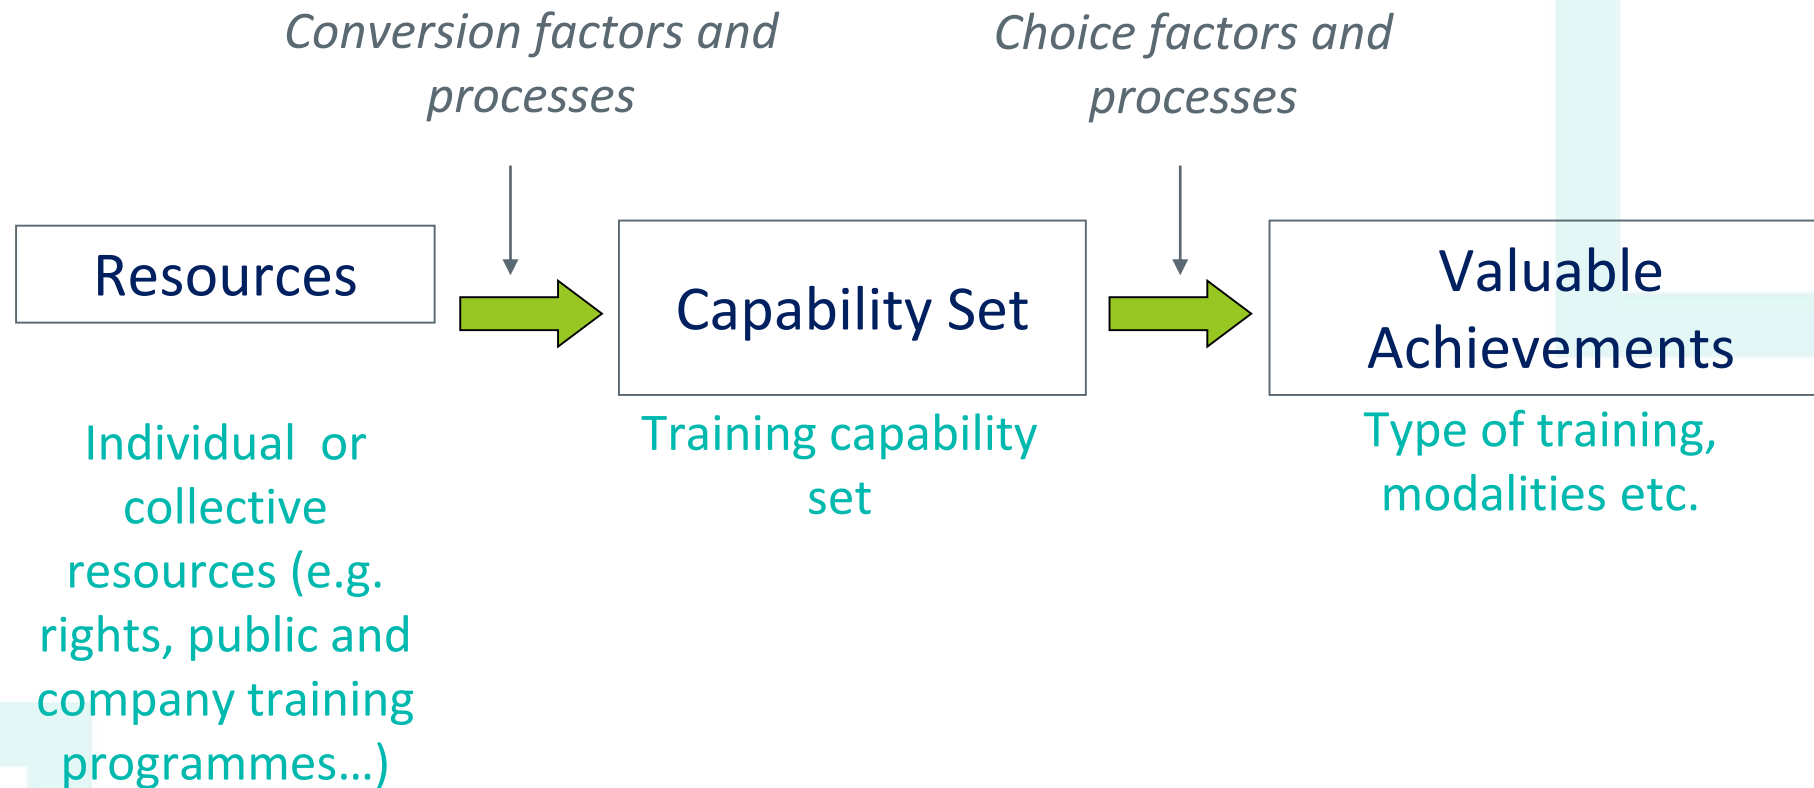 Conversion factors and
processes
Choice factors and
processes
Resources
Capability Set
Valuable
Achievements
Individual  or
collective
resources (e.g.
rights, public and
company training
programmes…)
Training capability
set
Type of training,
modalities etc.